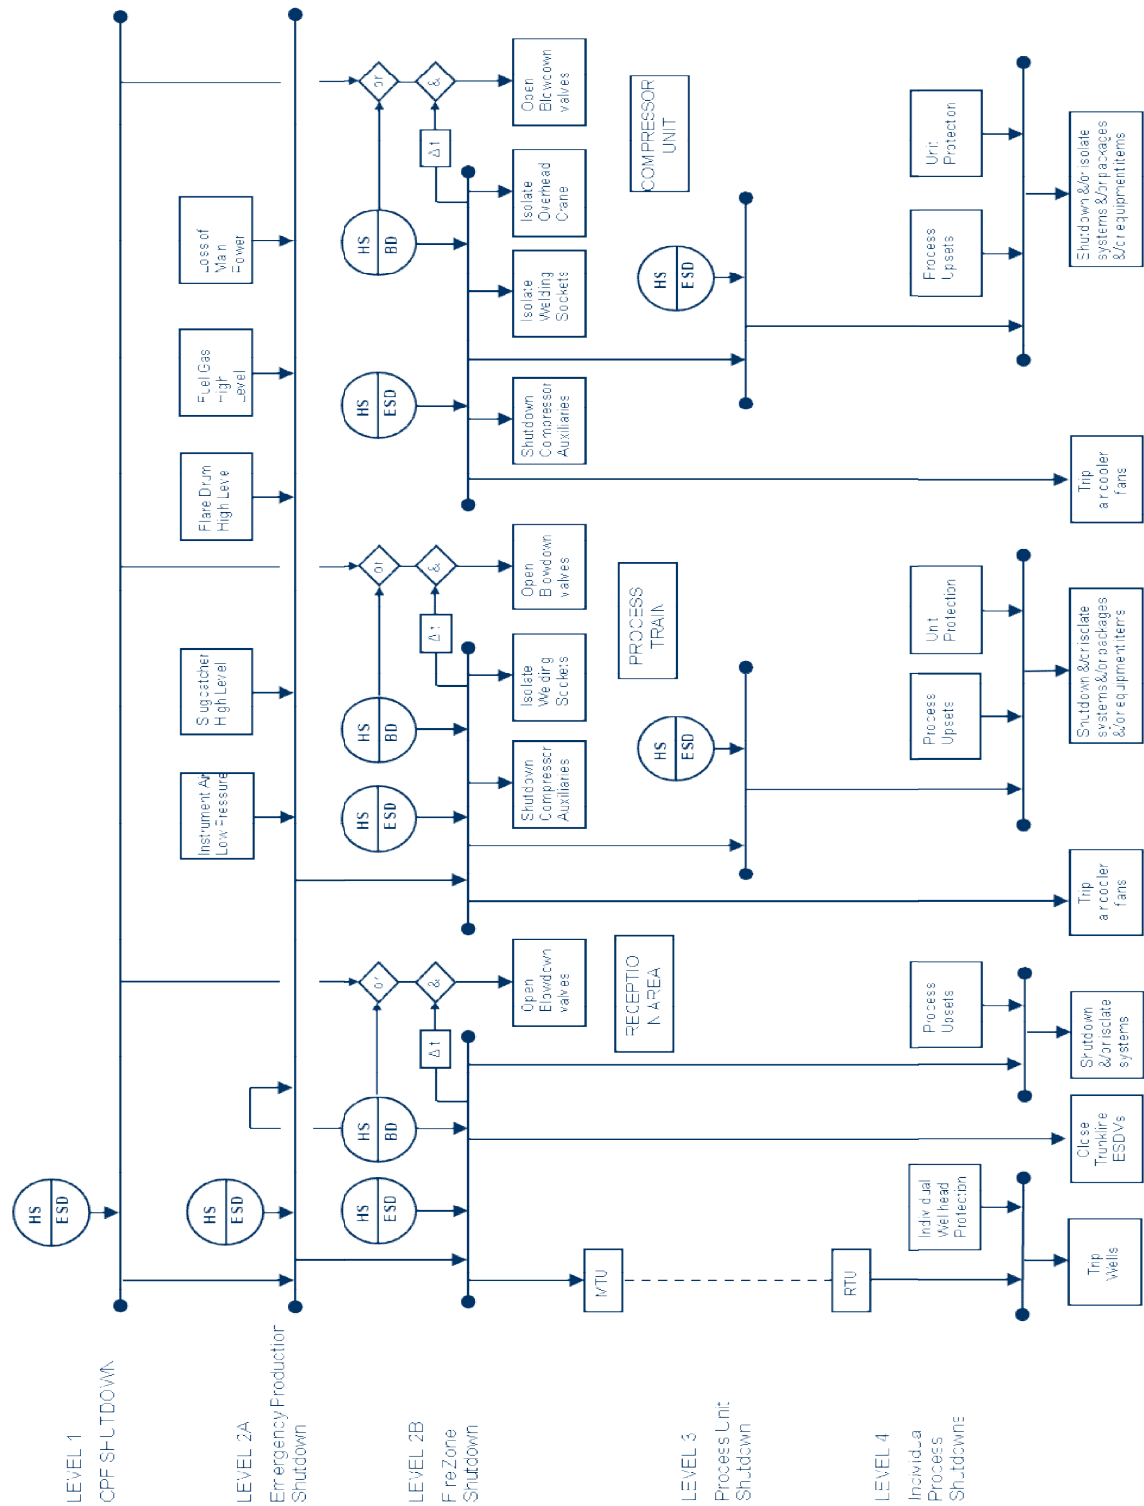 LEVEL 1
CPF SHUTDOWN
HS
ESD
LEVEL 2A
Emergency Production
Shutdown
HS
ESD
Instrument Air
Low Pressure
Slugcatcher
High Level
Flare Drum
High Leve
Fuel Gas
High
Level
Loss of
Main
Power
LEVEL 2B
Fire Zone
Shutdown
HS
ESD
HS
BD
or
&
Δ t
Open
Blowdown
valves
HS
ESD
HS
BD
or
&
Δ t
Shutdown
Compressor
Auxiliaries
Isolate
Welding
Sockets
Open
Blowdown
valves
HS
ESD
HS
BD
or
&
Δ t
Shutdown
Compressor
Auxiliaries
Isolate
Welding
Sockets
Isolate
Overhead
Crane
Open
Blowdown
valves
MTU
RECEPTIO
N AREA
PROCESS
TRAIN
COMPRESSOR
UNIT
LEVEL 3
Process Unit
Shutdown
HS
ESD
HS
ESD
RTU
LEVEL 4
Individua
Process
Shutdowns
Individual
Wellhead
Protection
Process
Upsets
Process
Upsets
Unit
Protection
Process
Upsets
Unit
Protection
Trip
Wells
Close
Trunkline
ESDVs
Shutdown
&/or isolate
systems
Trip
air cooler
fans
Shutdown &/or isolate
systems &/or packages
&/or equipment items
Trip
air cooler
fans
Shutdown &/or isolate
systems &/or packages
&/or equipment items